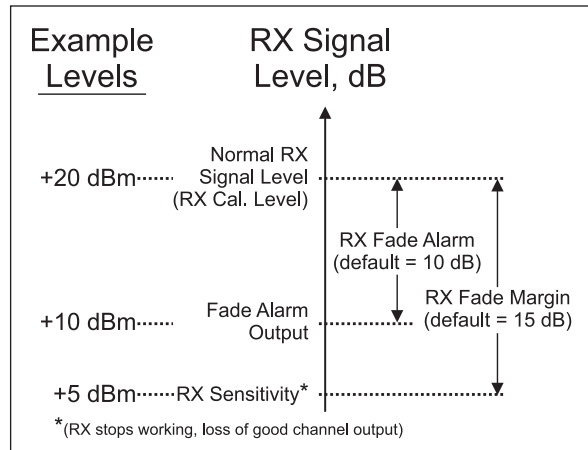 Example
Levels
RX Signal
Level, dB
+20 dBm
Normal RX
Signal Level
(RX Cal. Level)
RX Fade Alarm
(default = 10 dB)
RX Fade Margin
(default = 15 dB)
+10 dBm
Fade Alarm
Output
+5 dBm
RX Sensitivity*
*(RX stops working, loss of good channel output)